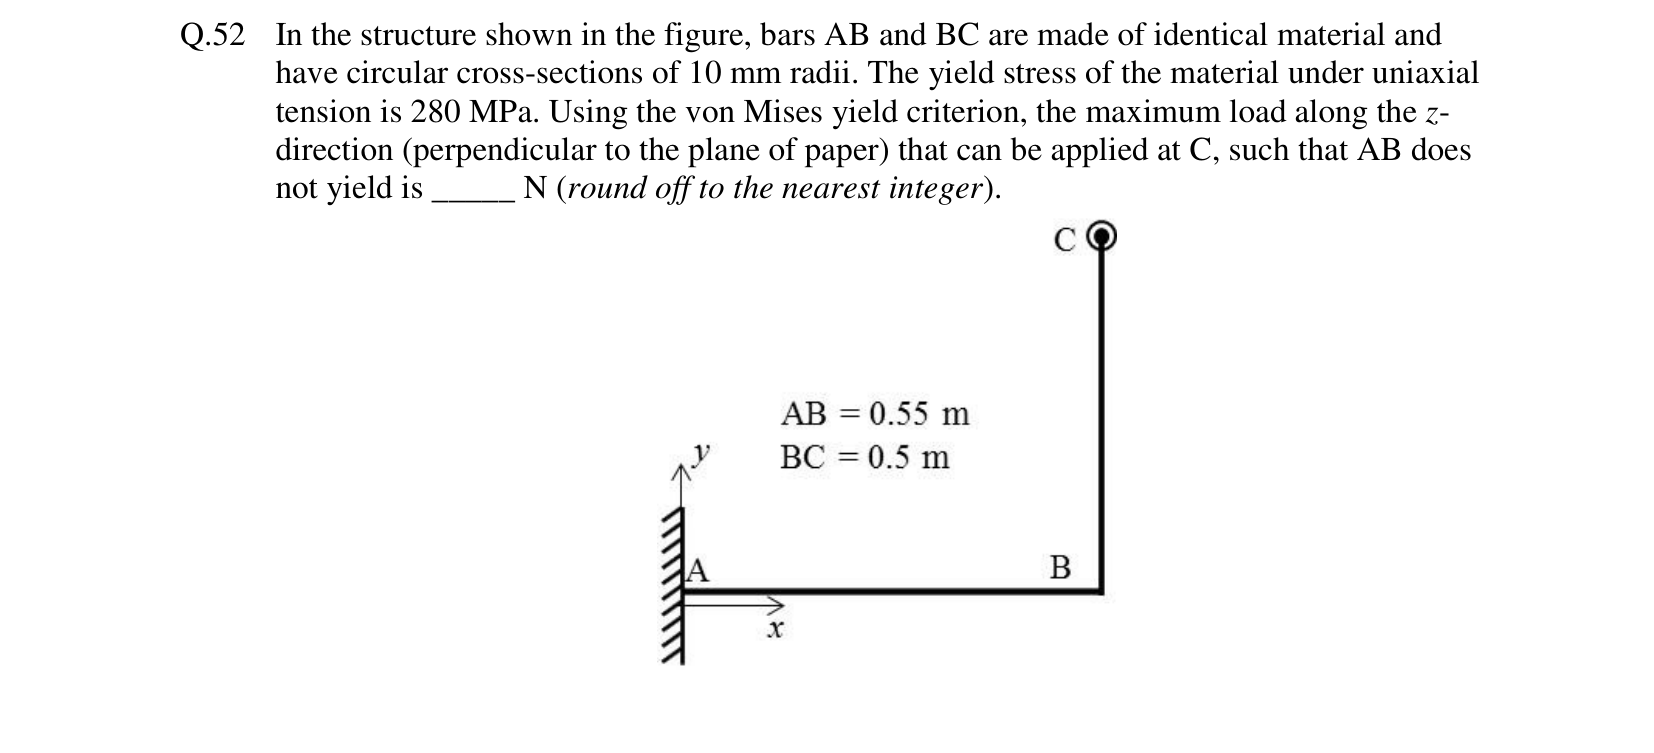 Q.52 In the structure shown in the figure, bars AB and BC are made of identical material and
have circular cross-sections of 10 mm radii. The yield stress of the material under uniaxial
tension is 280 MPa. Using the von Mises yield criterion, the maximum load along the z-
direction (perpendicular to the plane of paper) that can be applied at C, such that AB does
not yield is _____ N (round off to the nearest integer).
C
AB = 0.55 m
BC = 0.5 m
y
A
B
x